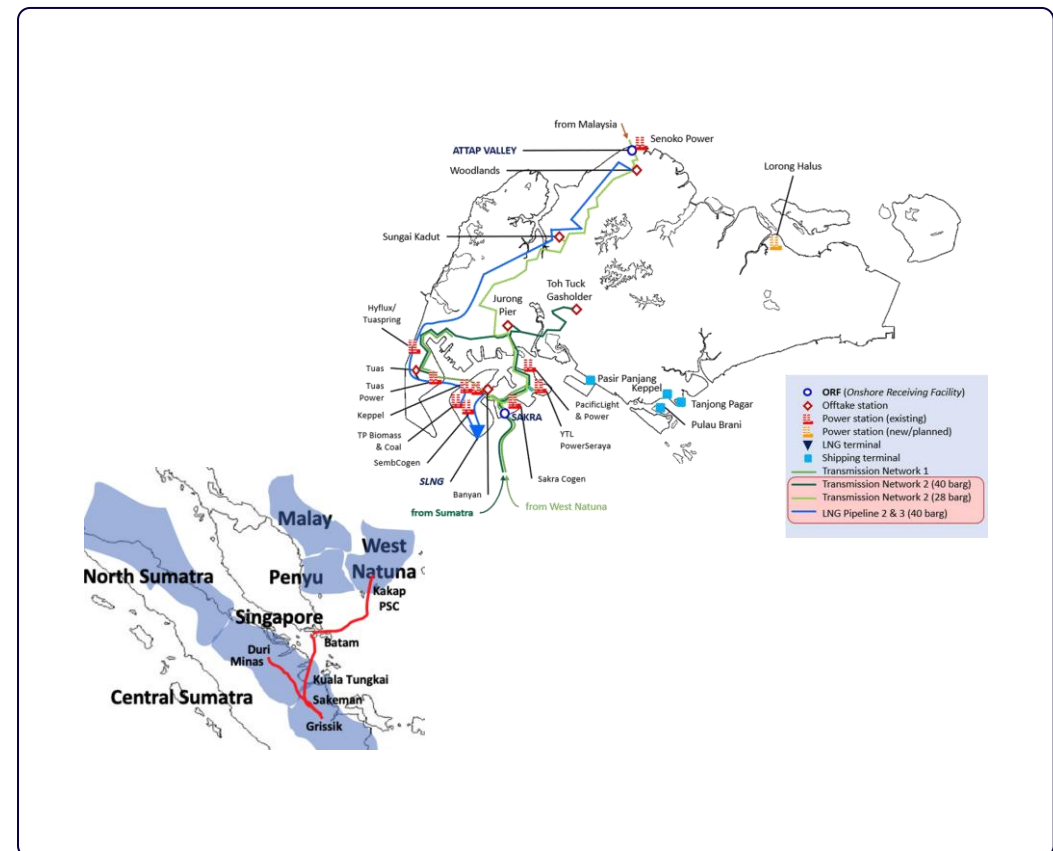 from Malaysia
Senoko Power
ATTAP VALLEY
Woodlands
Lorong Halus
Sungai Kadut
Toh Tuck
Gasholder
Jurong
Pier
Hyflux/
Tuaspring
Tuas
Tuas
Power
Keppel
TP Biomass
& Coal
SembCogen
SLNG
Banyan
SAKRA
Sakra Cogen
YTL
PowerSeraya
PacificLight
& Power
Pasir Panjang
Keppel
Tanjong Pagar
Pulau Brani
from Sumatra
from West Natuna
ORF (Onshore Receiving Facility)
Offtake station
Power station (existing)
Power station (new/planned)
LNG terminal
Shipping terminal
Transmission Network 1
Transmission Network 2 (40 barg)
Transmission Network 2 (28 barg)
LNG Pipeline 2 & 3 (40 barg)
Malay
West
Natuna
North Sumatra
Penyu
Kakap
PSC
Singapore
Batam
Duri
Minas
Kuala Tungkai
Central Sumatra
Sakeman
Grissik